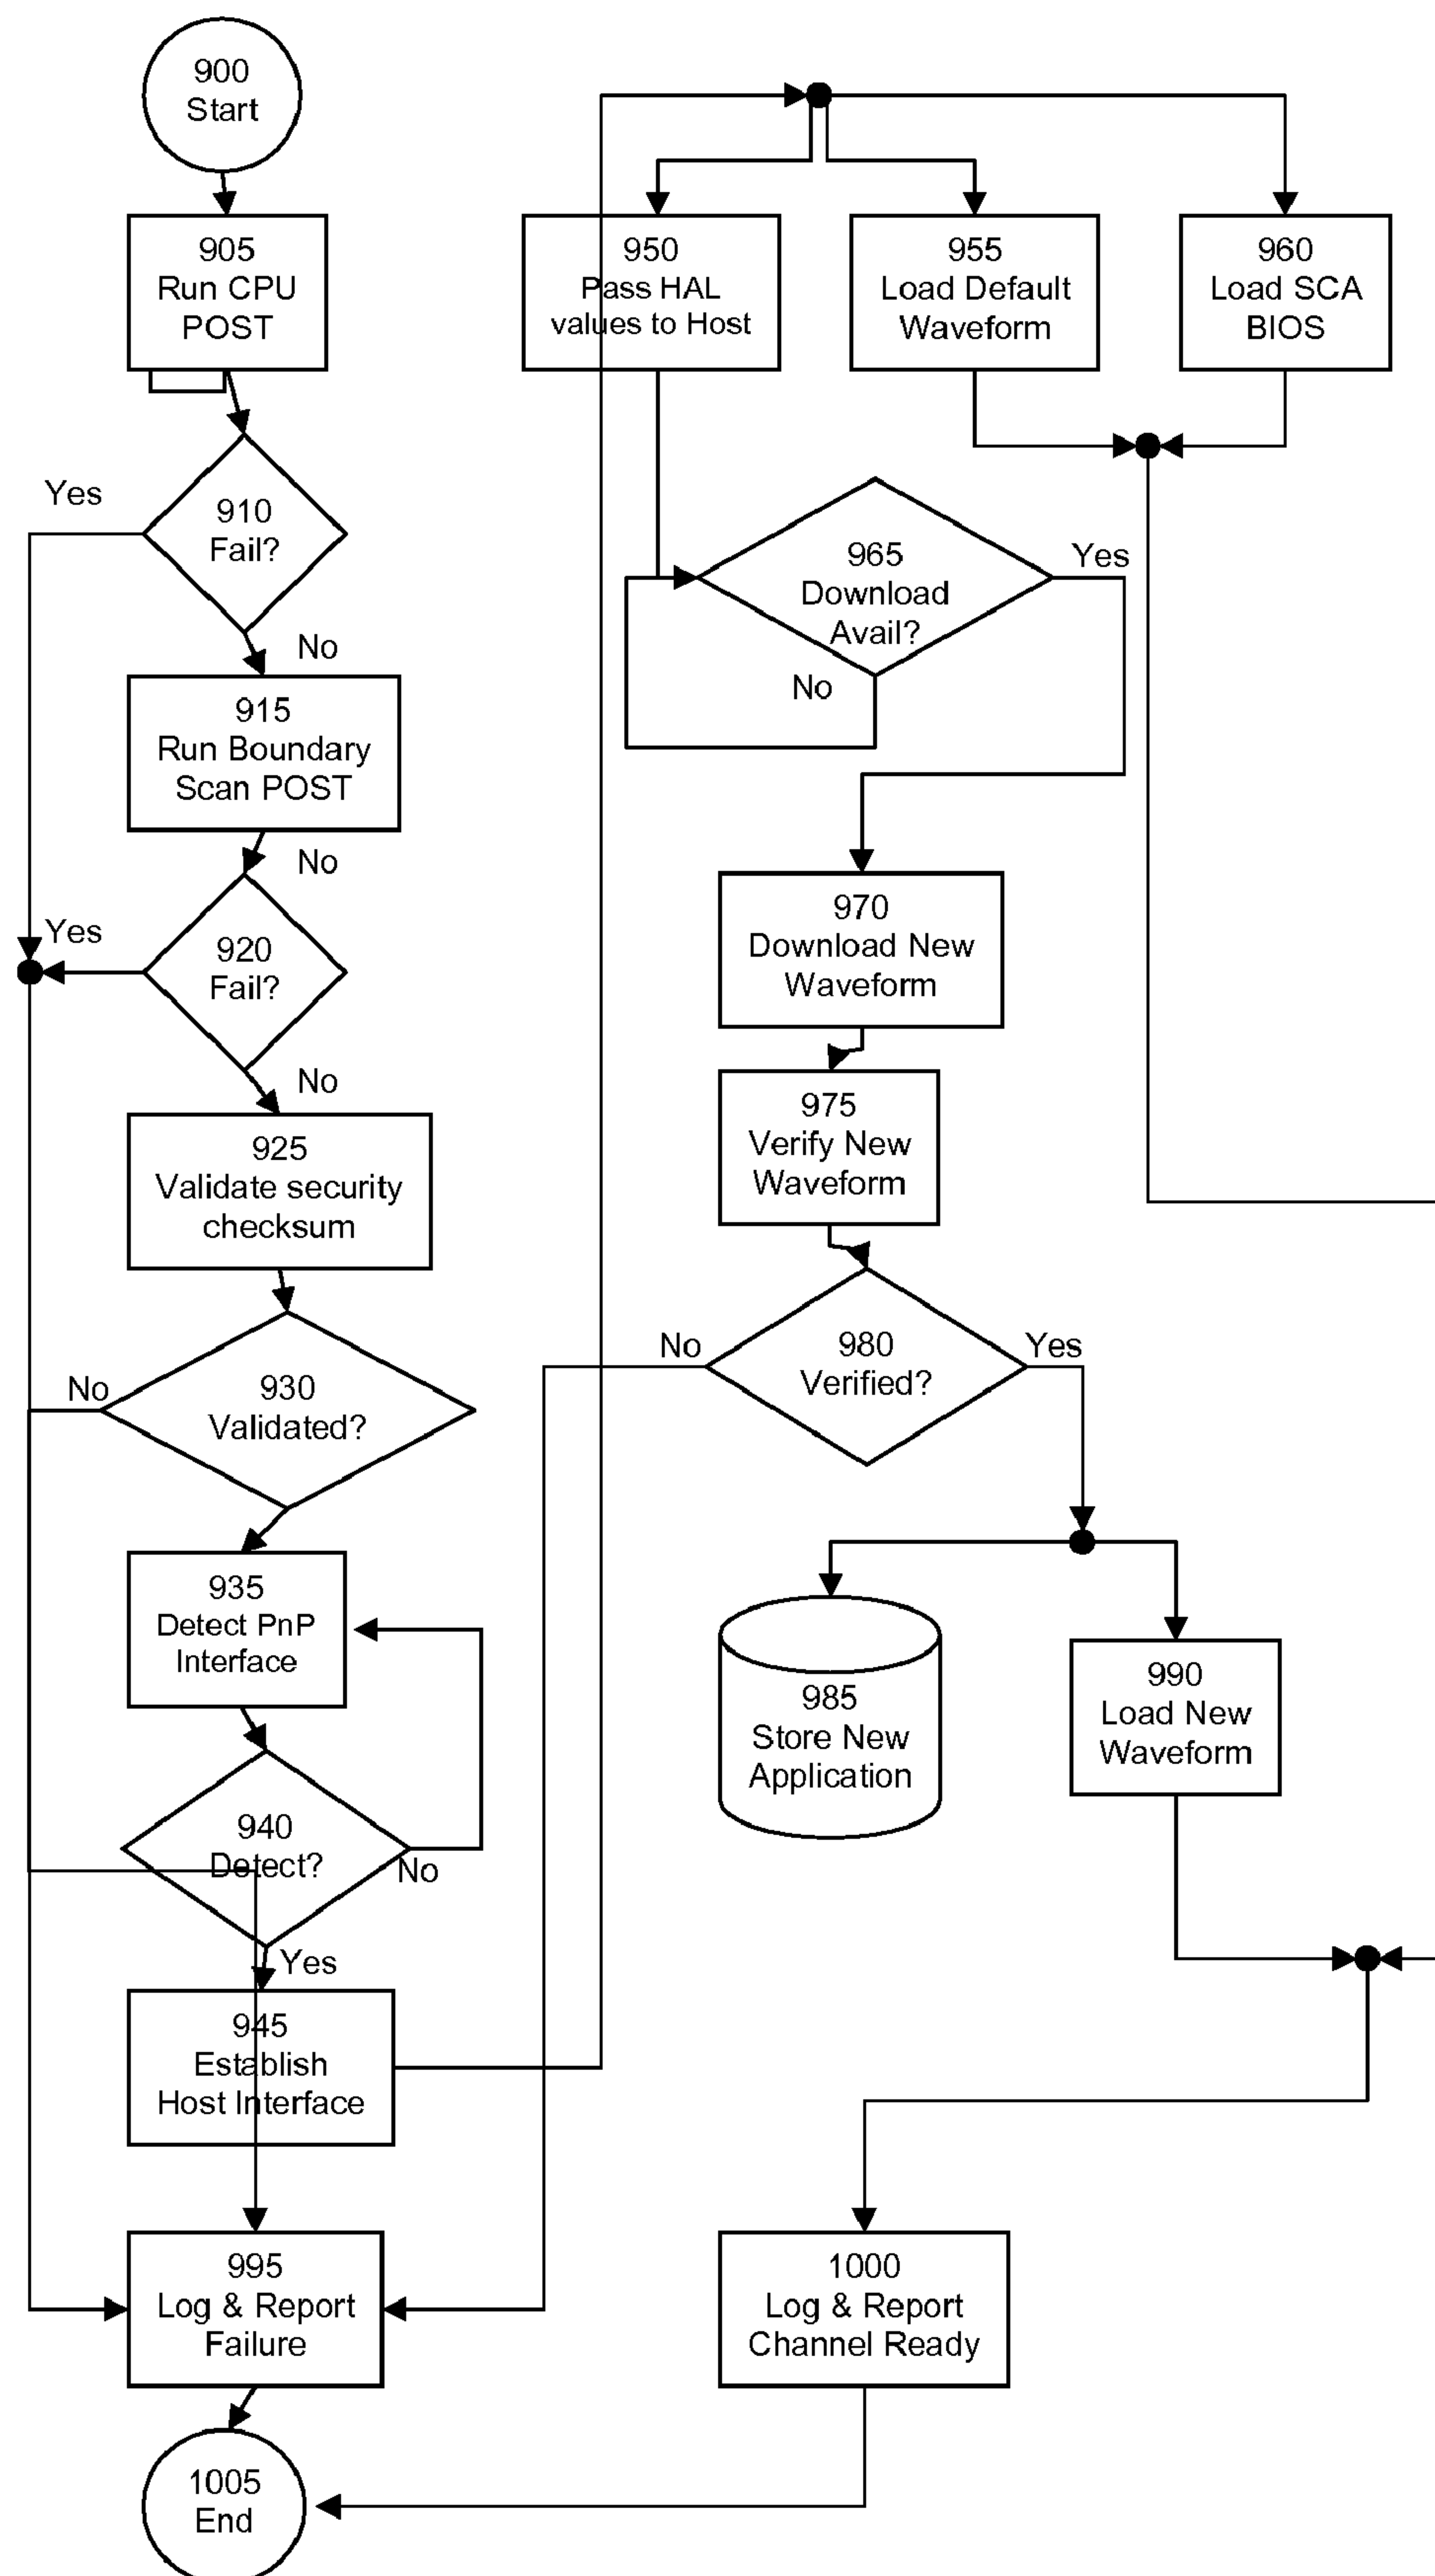 900
Start
905
Run CPU
POST
Yes
910
Fail?
No
915
Run Boundary
Scan POST
No
Yes
920
Fail?
No
925
Validate security
checksum
No
930
Validated?
935
Detect PnP
Interface
940
Detect?
No
Yes
945
Establish
Host Interface
995
Log & Report
Failure
1005
End
950
Pass HAL
values to Host
955
Load Default
Waveform
960
Load SCA
BIOS
965
Download
Avail?
Yes
No
970
Download New
Waveform
975
Verify New
Waveform
No
980
Verified?
Yes
985
Store New
Application
990
Load New
Waveform
1000
Log & Report
Channel Ready